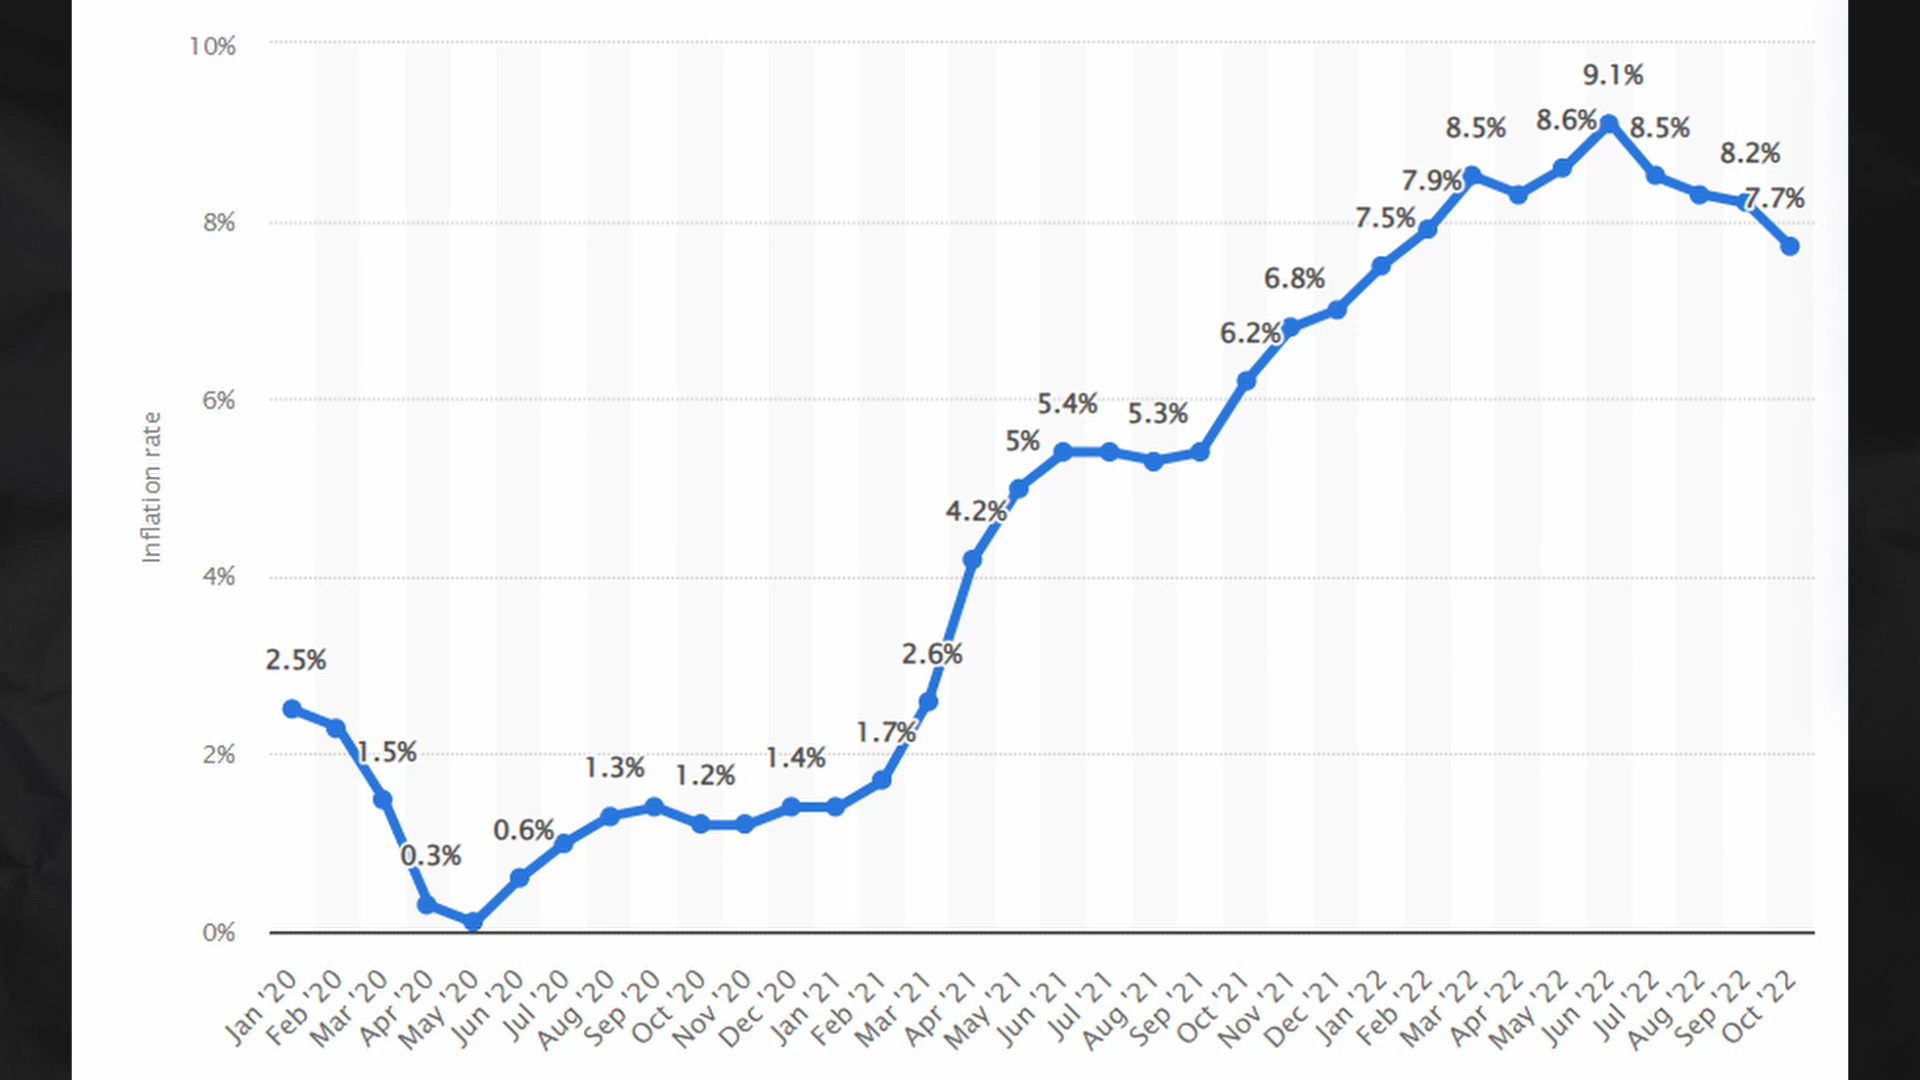 10%
8%
6%
4%
2%
0%
Inflation rate
2.5%
1.5%
0.3%
0.6%
1.3%
1.2%
1.4%
1.7%
2.6%
4.2%
5%
5.4%
5.3%
6.2%
6.8%
7.5%
7.9%
8.5%
8.6%
9.1%
8.5%
8.2%
7.7%
Jan '20
Feb '20
Mar '20
Apr '20
May '20
Jun '20
Jul '20
Aug '20
Sep '20
Oct '20
Nov '20
Dec '20
Jan '21
Feb '21
Mar '21
Apr '21
May '21
Jun '21
Jul '21
Aug '21
Sep '21
Oct '21
Nov '21
Dec '21
Jan '22
Feb '22
Mar '22
Apr '22
May '22
Jun '22
Jul '22
Aug '22
Sep '22
Oct '22